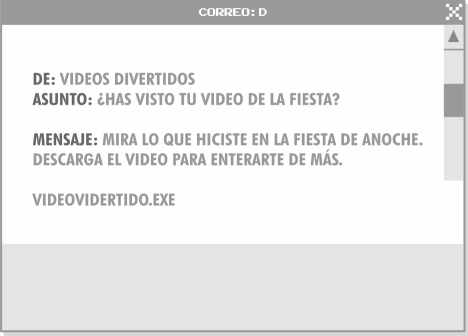 CORREO: D
DE: VIDEOS DIVERTIDOS
ASUNTO: ¿HAS VISTO TU VIDEO DE LA FIESTA?
MENSAJE: MIRA LO QUE HICISTE EN LA FIESTA DE ANOCHE.
DESCARGA EL VIDEO PARA ENTERARTE DE MÁS.
VIDEOVIDERTIDO.EXE